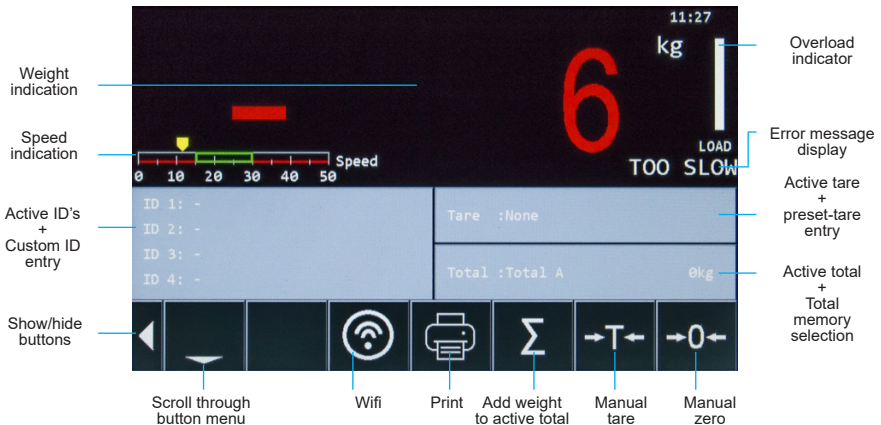 11:27
kg
Overload
indicator
Weight
indication
6
Speed
indication
LOAD
Error message
display
Speed
TOO SLOW
0 10 20 30 40 50
Active ID's
+
Custom ID
entry
ID 1: -
ID 2: -
ID 3: -
ID 4: -
Tare :None
Active tare
+
preset-tare
entry
Total :Total A 0kg
Active total
+
Total
memory
selection
Show/hide
buttons
Σ
→T←
→0←
Scroll through
button menu
Wifi
Print
Add weight
to active total
Manual
tare
Manual
zero